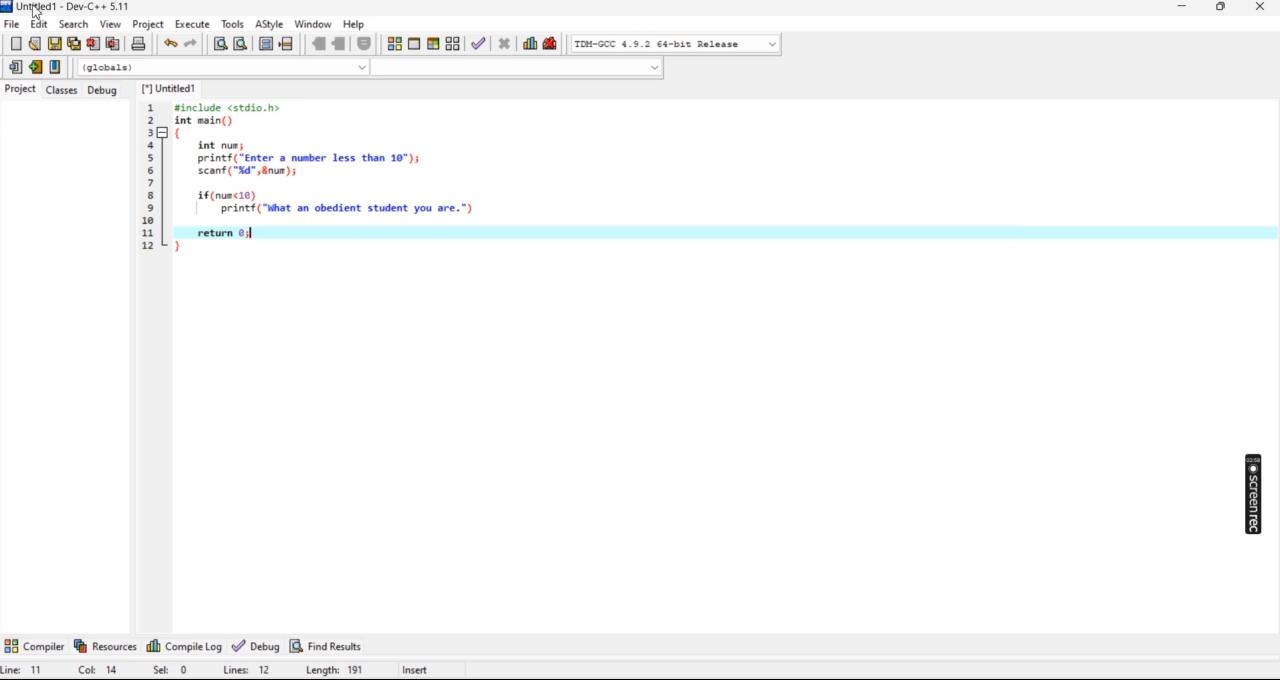 Untitled1 - Dev-C++ 5.11
File Edit Search View Project Execute Tools AStyle Window Help
TDM-GCC 4.9.2 64-bit Release
(globals)
Project Classes Debug [*] Untitled1
1 #include <stdio.h>
2 int main()
3 {
4 int num;
5 printf("Enter a number less than 10");
6 scanf("%d",&num);
7
8 if(num<10)
9 printf("What an obedient student you are.")
10
11 return 0;
12 }
02:58
screenrec
Compiler Resources Compile Log Debug Find Results
Line: 11 Col: 14 Sel: 0 Lines: 12 Length: 191 Insert